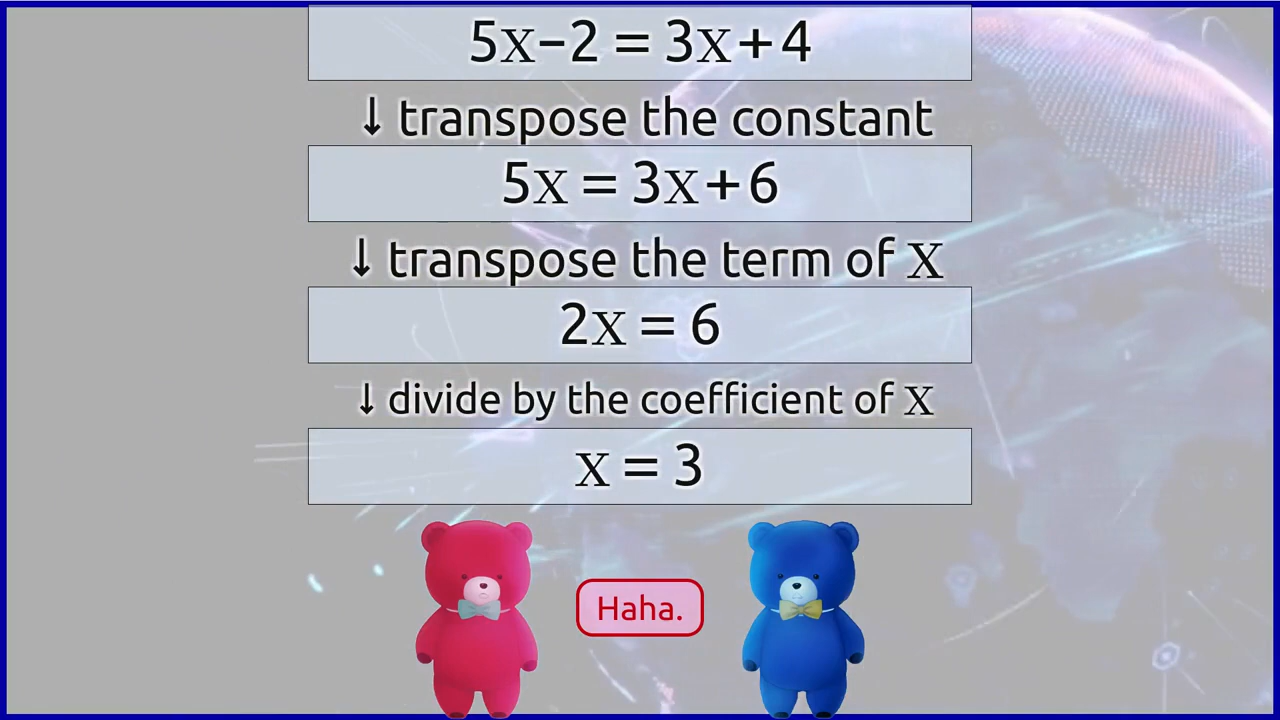 5x−2 = 3x+4
↓ transpose the constant
5x = 3x+6
↓ transpose the term of x
2x = 6
↓ divide by the coefficient of x
x = 3
Haha.